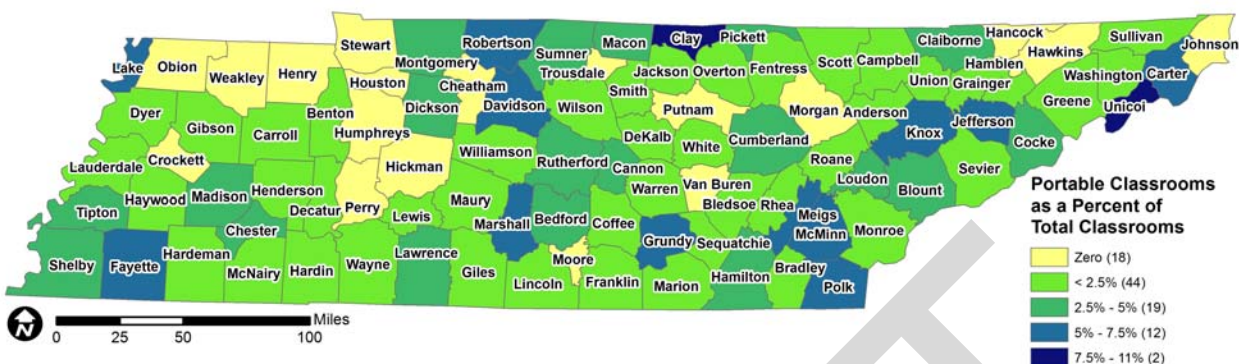 Stewart
Robertson
Macon
Clay
Pickett
Claiborne
Hancock
Sullivan
Johnson
Montgomery
Sumner
Hawkins
Lake
Obion
Weakley
Henry
Houston
Cheatham
Trousdale
Jackson
Overton
Fentress
Scott
Campbell
Hamblen
Washington
Carter
Union
Grainger
Smith
Dyer
Benton
Dickson
Davidson
Wilson
Putnam
Morgan
Anderson
Greene
Unicoi
Gibson
Carroll
Humphreys
DeKalb
White
Cumberland
Knox
Jefferson
Cocke
Lauderdale
Crockett
Hickman
Williamson
Rutherford
Cannon
Roane
Loudon
Sevier
Haywood
Madison
Henderson
Decatur
Perry
Lewis
Maury
Warren
Van Buren
Bledsoe
Rhea
Blount
Tipton
Chester
Marshall
Bedford
Coffee
Grundy
Sequatchie
Meigs
McMinn
Monroe
Shelby
Fayette
Hardeman
McNairy
Hardin
Wayne
Lawrence
Giles
Moore
Lincoln
Franklin
Marion
Hamilton
Bradley
Polk
Portable Classrooms
as a Percent of
Total Classrooms
Zero (18)
< 2.5% (44)
2.5% - 5% (19)
5% - 7.5% (12)
7.5% - 11% (2)
N
Miles
0 25 50 100